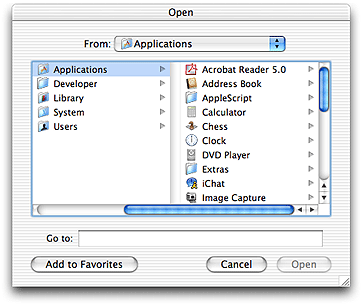 Open
From: Applications
Applications
Developer
Library
System
Users
Acrobat Reader 5.0
Address Book
AppleScript
Calculator
Chess
Clock
DVD Player
Extras
iChat
Image Capture
Go to:
Add to Favorites
Cancel
Open